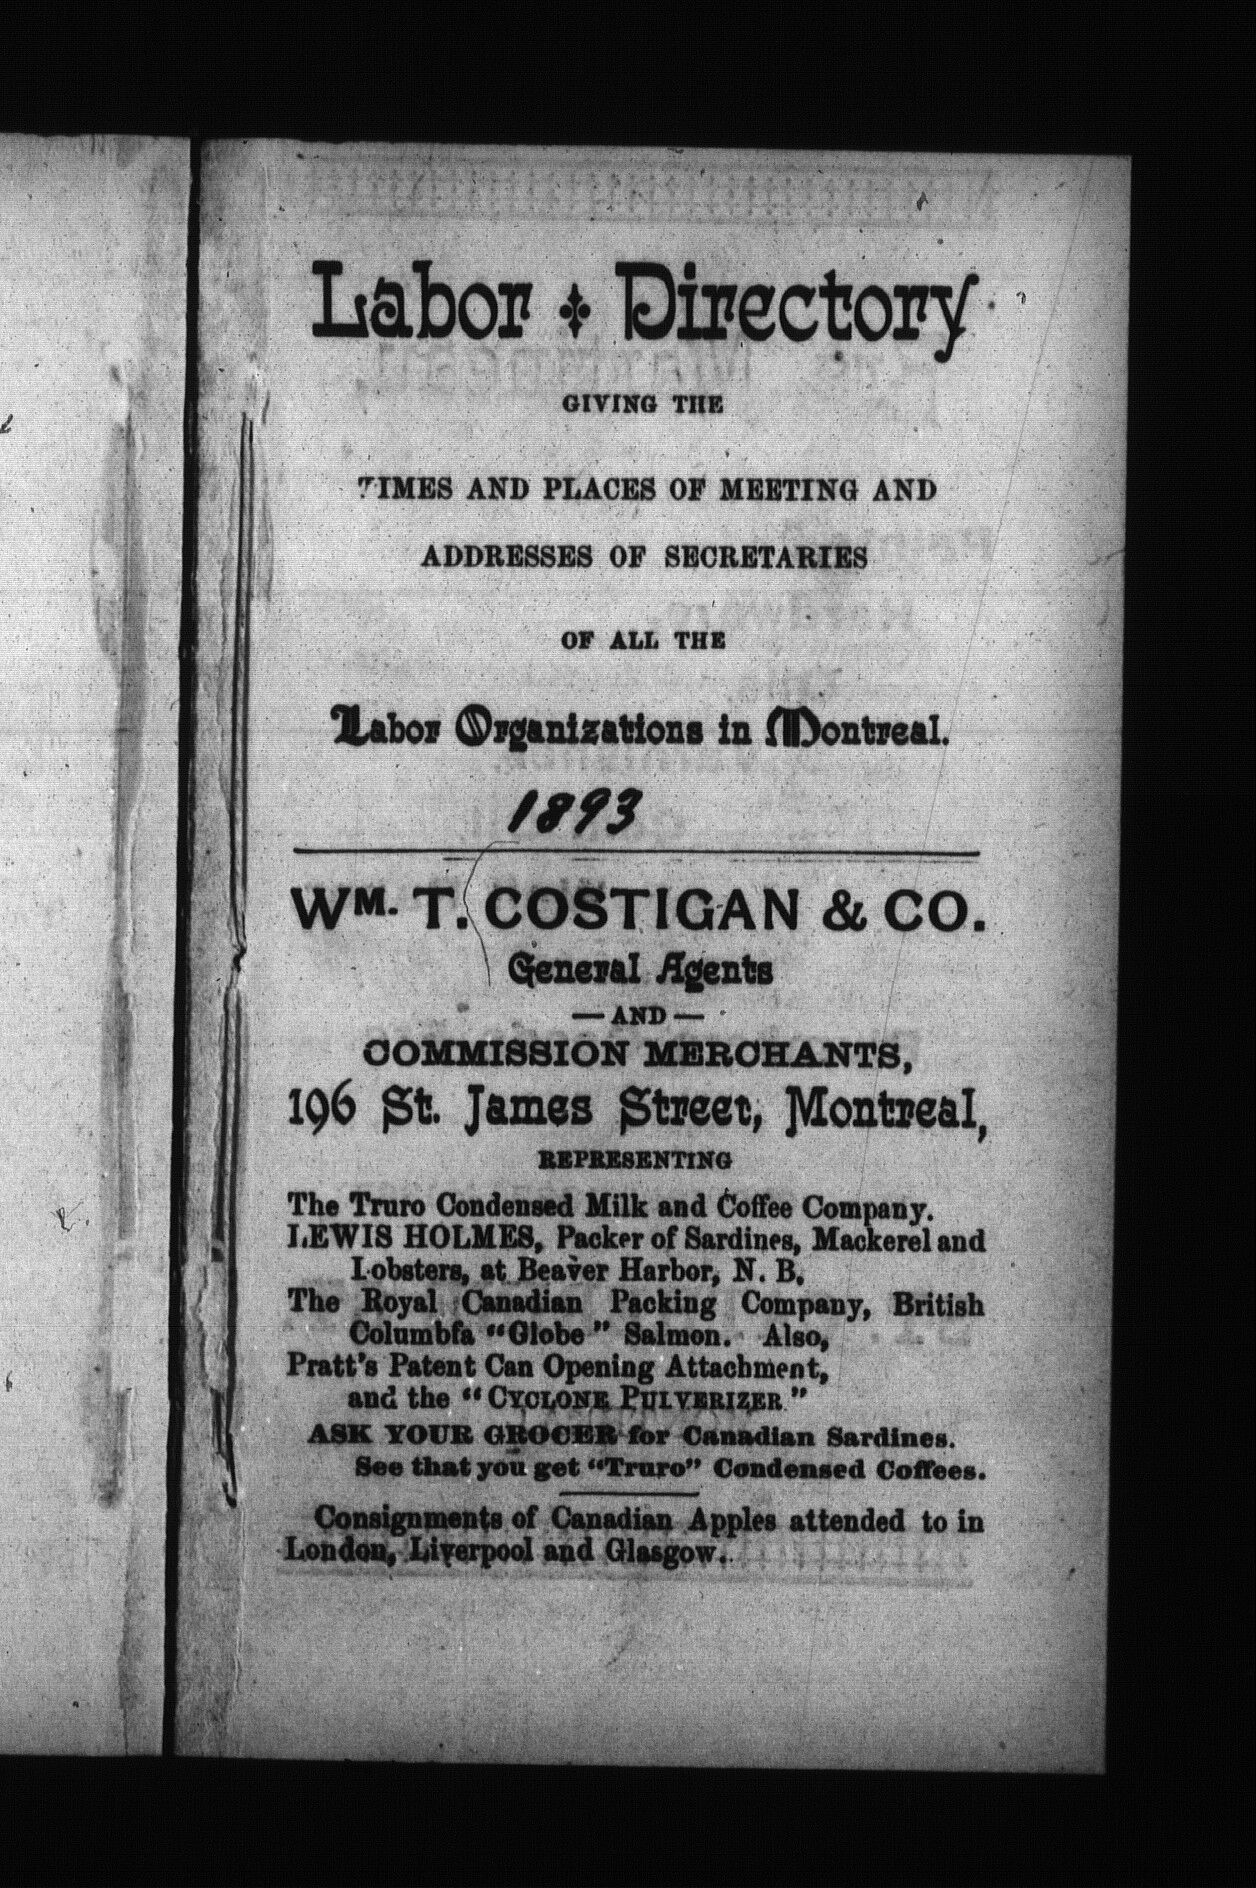 Labor Directory
GIVING THE
TIMES AND PLACES OF MEETING AND
ADDRESSES OF SECRETARIES
OF ALL THE
Labor Organizations in Montreal.
1893
WM. T. COSTIGAN & CO.
General Agents
— AND —
COMMISSION MERCHANTS,
196 St. James Street, Montreal,
REPRESENTING
The Truro Condensed Milk and Coffee Company.
LEWIS HOLMES, Packer of Sardines, Mackerel and
Lobsters, at Beaver Harbor, N. B.
The Royal Canadian Packing Company, British
Columbfa "Globe" Salmon. Also,
Pratt's Patent Can Opening Attachment,
and the "CYCLONE PULVERIZER"
ASK YOUR GROCER for Canadian Sardines.
See that you get "Truro" Condensed Coffees.
Consignments of Canadian Apples attended to in
London, Liverpool and Glasgow.